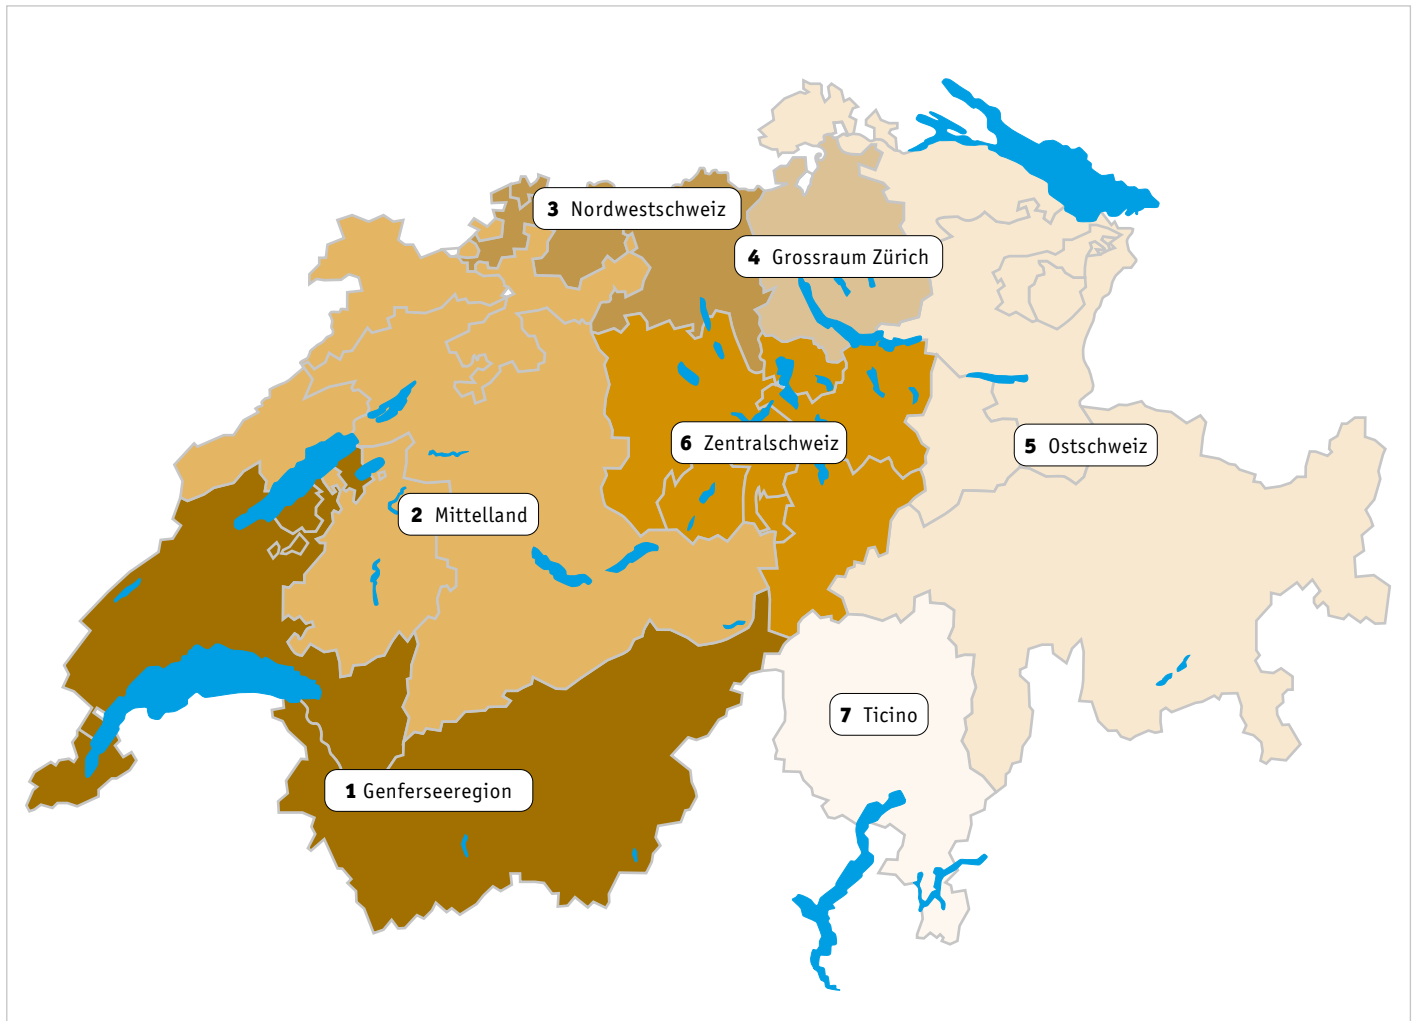 3 Nordwestschweiz
4 Grossraum Zürich
6 Zentralschweiz
5 Ostschweiz
2 Mittelland
7 Ticino
1 Genferseeregion